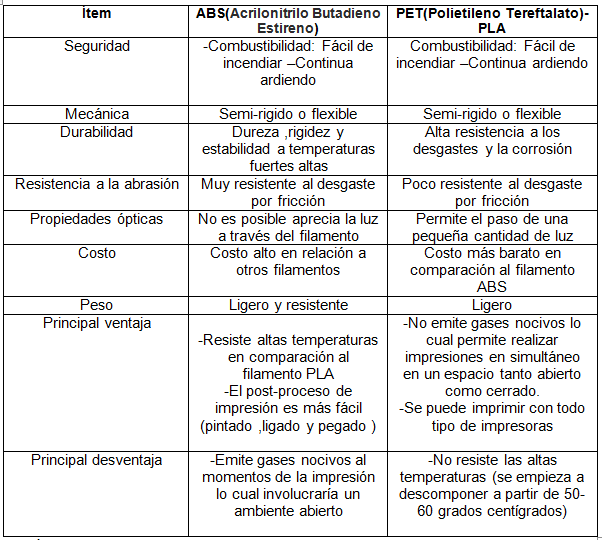 Item
ABS(Acrilonitrilo Butadieno
Estireno)
PET(Polietileno Tereftalato)-
PLA
Seguridad
-Combustibilidad: Fácil de
incendiar –Continua
ardiendo
Combustibilidad: Fácil de
incendiar –Continua ardiendo
Mecánica
Semi-rigido o flexible
Semi-rigido o flexible
Durabilidad
Dureza ,rigidez y
estabilidad a temperaturas
fuertes altas
Alta resistencia a los
desgastes y la corrosión
Resistencia a la abrasión
Muy resistente al desgaste
por fricción
Poco resistente al desgaste
por fricción
Propiedades ópticas
No es posible aprecia la luz
a través del filamento
Permite el paso de una
pequeña cantidad de luz
Costo
Costo alto en relación a
otros filamentos
Costo más barato en
comparación al filamento
ABS
Peso
Ligero y resistente
Ligero
Principal ventaja
-Resiste altas temperaturas
en comparación al
filamento PLA
-El post-proceso de
impresión es más fácil
(pintado ,ligado y pegado )
-No emite gases nocivos lo
cual permite realizar
impresiones en simultáneo
en un espacio tanto abierto
como cerrado.
-Se puede imprimir con todo
tipo de impresoras
Principal desventaja
-Emite gases nocivos al
momentos de la impresión
lo cual involucraría un
ambiente abierto
-No resiste las altas
temperaturas (se empieza a
descomponer a partir de 50-
60 grados centígrados)